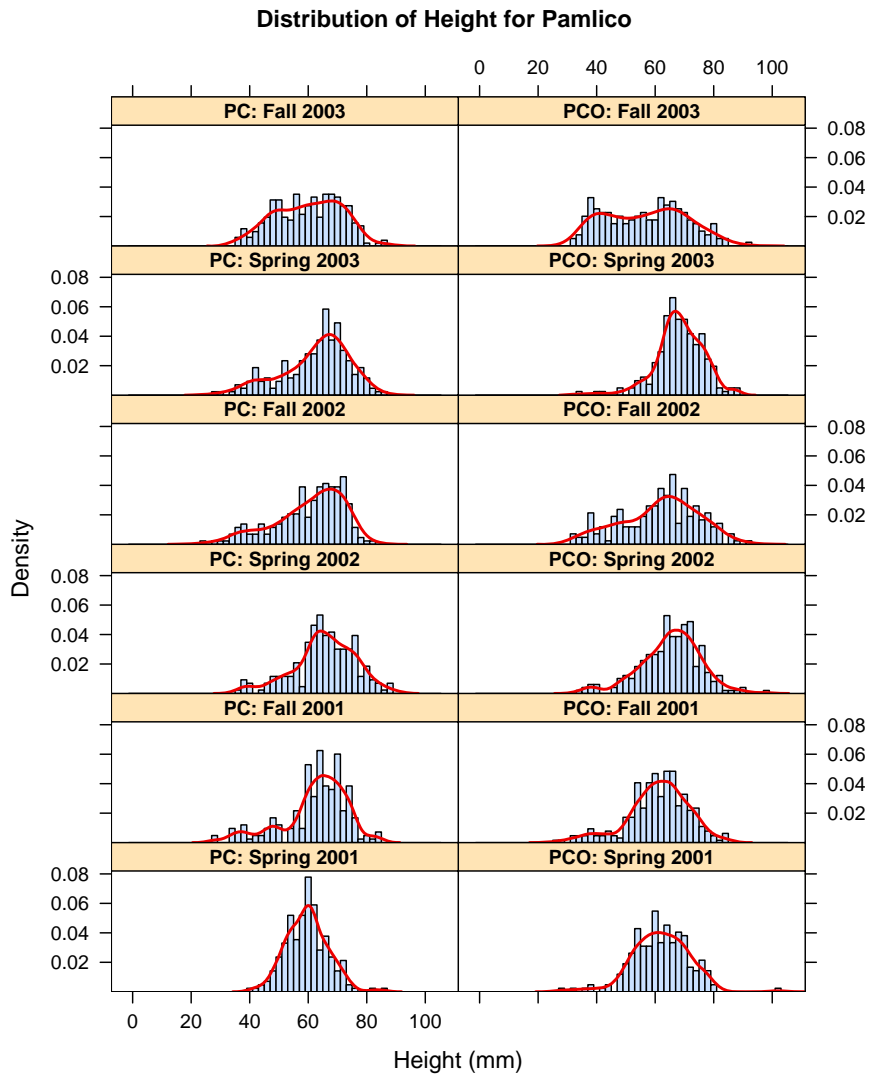 Distribution of Height for Pamlico
0 20 40 60 80 100
PC: Fall 2003 PCO: Fall 2003
0.08
0.06
0.04
0.02
PC: Spring 2003 PCO: Spring 2003
0.08
0.06
0.04
0.02
PC: Fall 2002 PCO: Fall 2002
0.08
0.06
0.04
0.02
PC: Spring 2002 PCO: Spring 2002
0.08
0.06
0.04
0.02
PC: Fall 2001 PCO: Fall 2001
0.08
0.06
0.04
0.02
PC: Spring 2001 PCO: Spring 2001
0.08
0.06
0.04
0.02
0 20 40 60 80 100
Density
Height (mm)